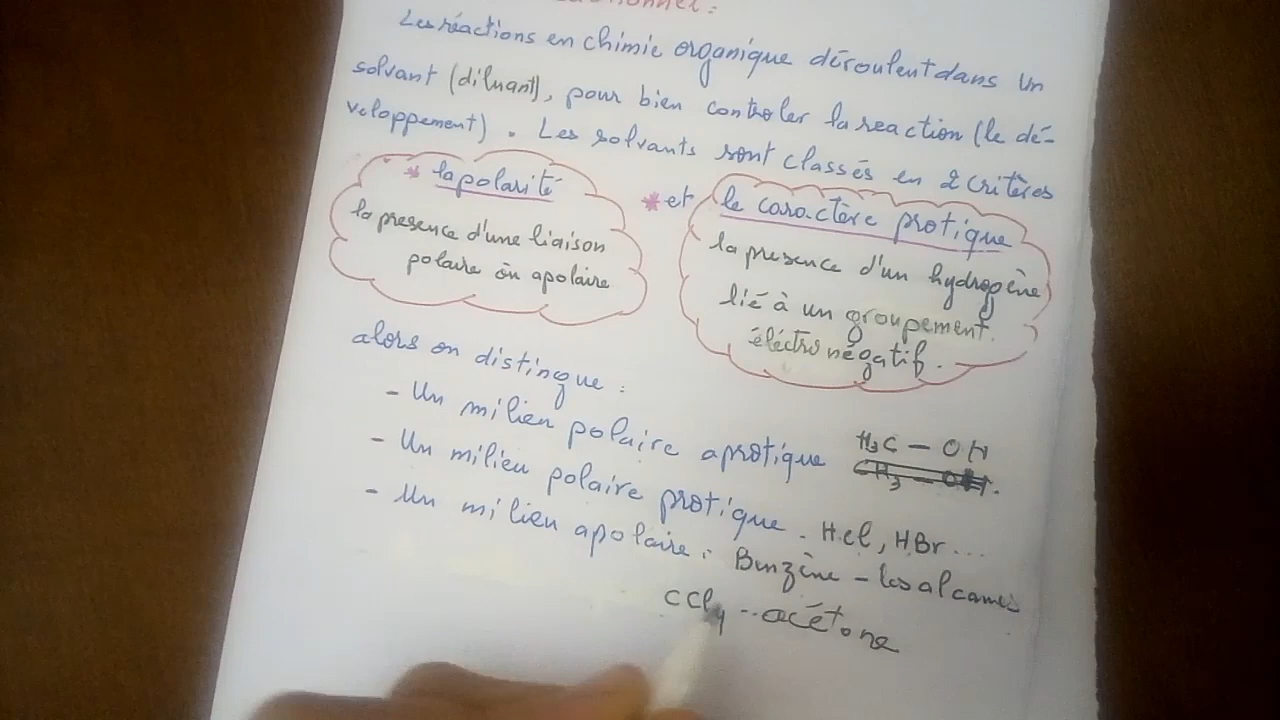 Les réactions en chimie organique déroulent dans un
solvant (diluant), pour bien controler la reaction (le dé-
veloppement). Les solvants sont classés en 2 critères
* la polarité
la presence d'une liaison
polaire ou apolaire
* et le caractère protique
la presence d'un hydrogène
lié à un groupement
éléctronégatif.
alors on distingue :
- Un milieu polaire aprotique H3C - OH
- Un milieu polaire protique. HCl, HBr...
- Un milieu apolaire : Benzène - les alcanes
CCl4 -- acétone